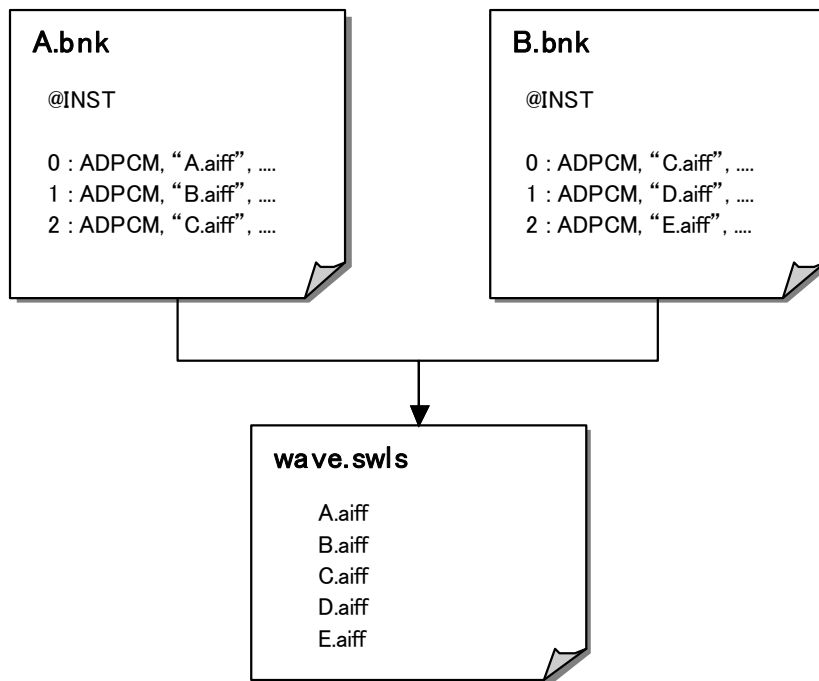 A.bnk
@INST
0 : ADPCM, “A.aiff”, ....
1 : ADPCM, “B.aiff”, ....
2 : ADPCM, “C.aiff”, ....
B.bnk
@INST
0 : ADPCM, “C.aiff”, ....
1 : ADPCM, “D.aiff”, ....
2 : ADPCM, “E.aiff”, ....
wave.swls
A.aiff
B.aiff
C.aiff
D.aiff
E.aiff